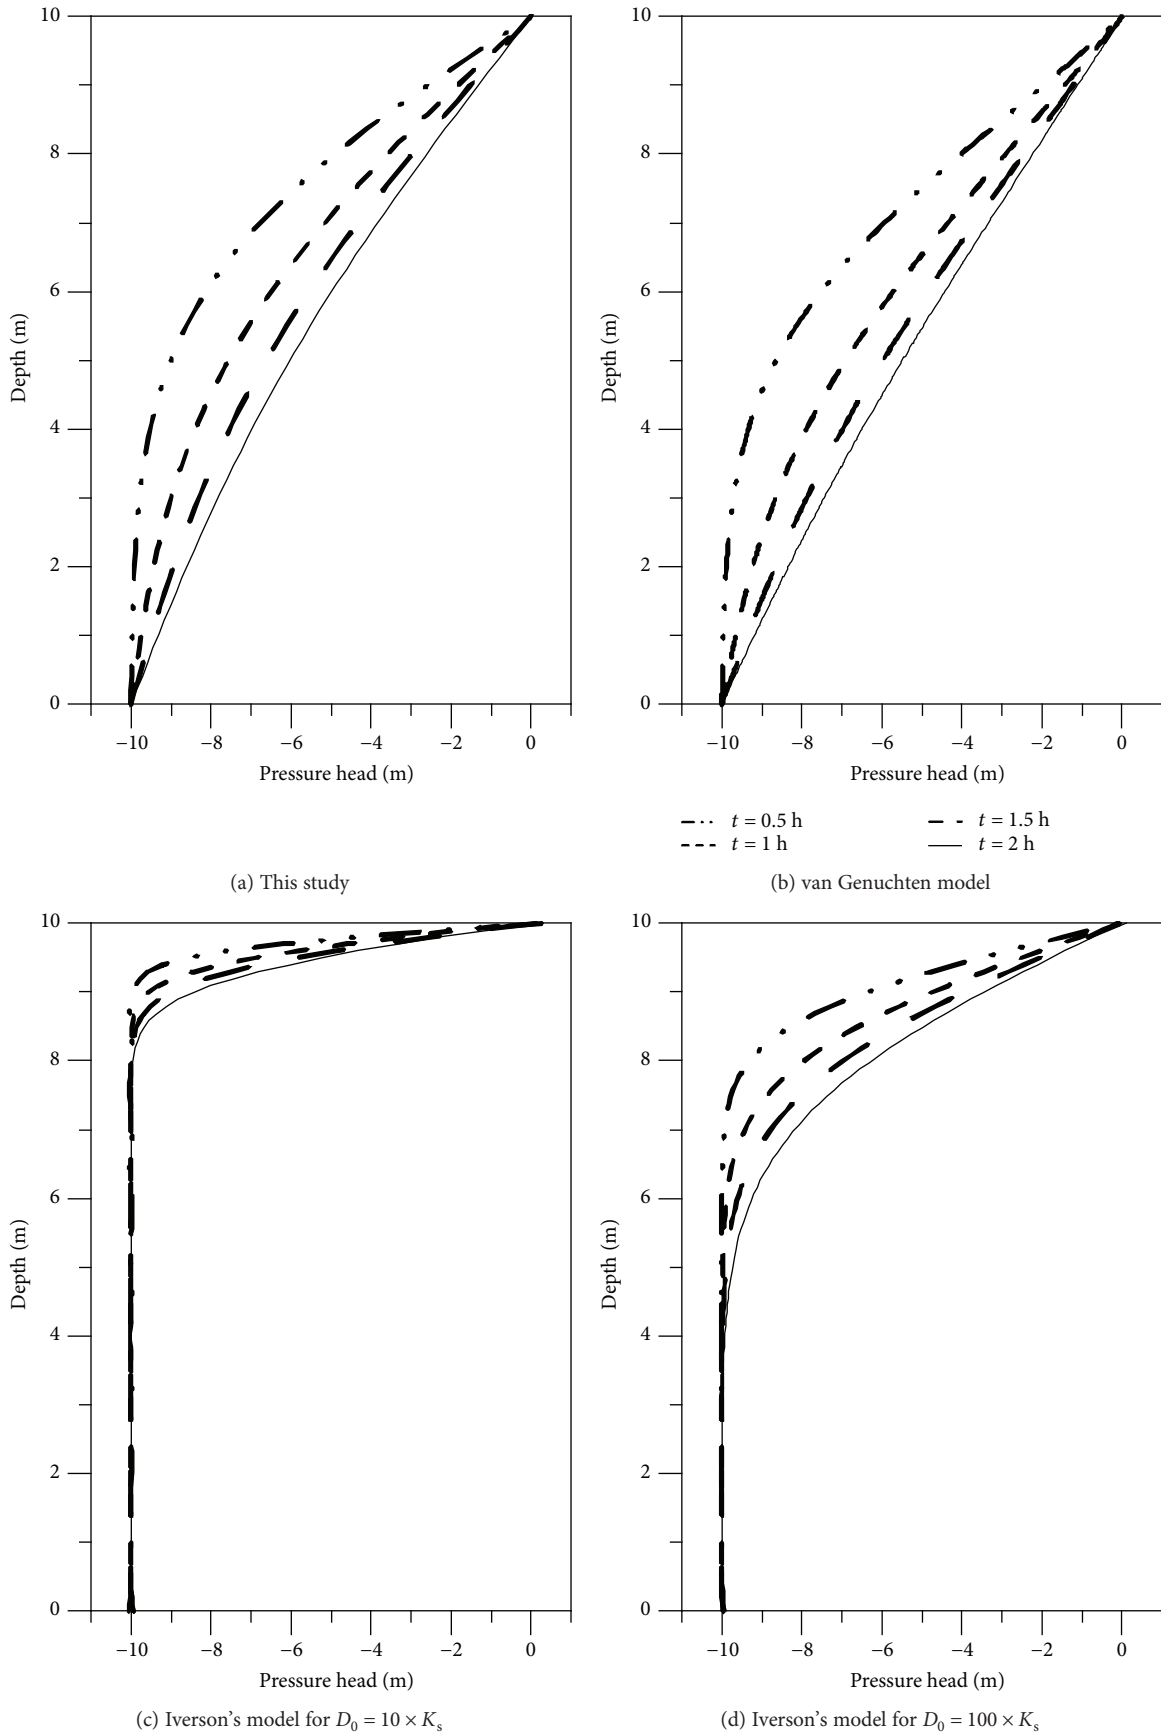 10
8
6
4
2
0
Depth (m)
−10 −8 −6 −4 −2 0
Pressure head (m)
(a) This study
10
8
6
4
2
0
Depth (m)
−10 −8 −6 −4 −2 0
Pressure head (m)
t = 0.5 h
t = 1 h
t = 1.5 h
t = 2 h
(b) van Genuchten model
10
8
6
4
2
0
Depth (m)
−10 −8 −6 −4 −2 0
Pressure head (m)
(c) Iverson's model for D₀ = 10 × Kₛ
10
8
6
4
2
0
Depth (m)
−10 −8 −6 −4 −2 0
Pressure head (m)
(d) Iverson's model for D₀ = 100 × Kₛ